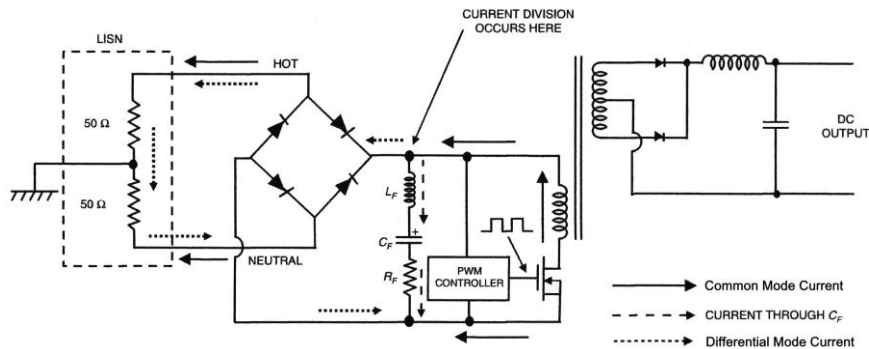 CURRENT DIVISION
OCCURS HERE
LISN
HOT
50 Ω
50 Ω
NEUTRAL
L_F
C_F
+
R_F
PWM
CONTROLLER
DC
OUTPUT
Common Mode Current
CURRENT THROUGH C_F
Differential Mode Current